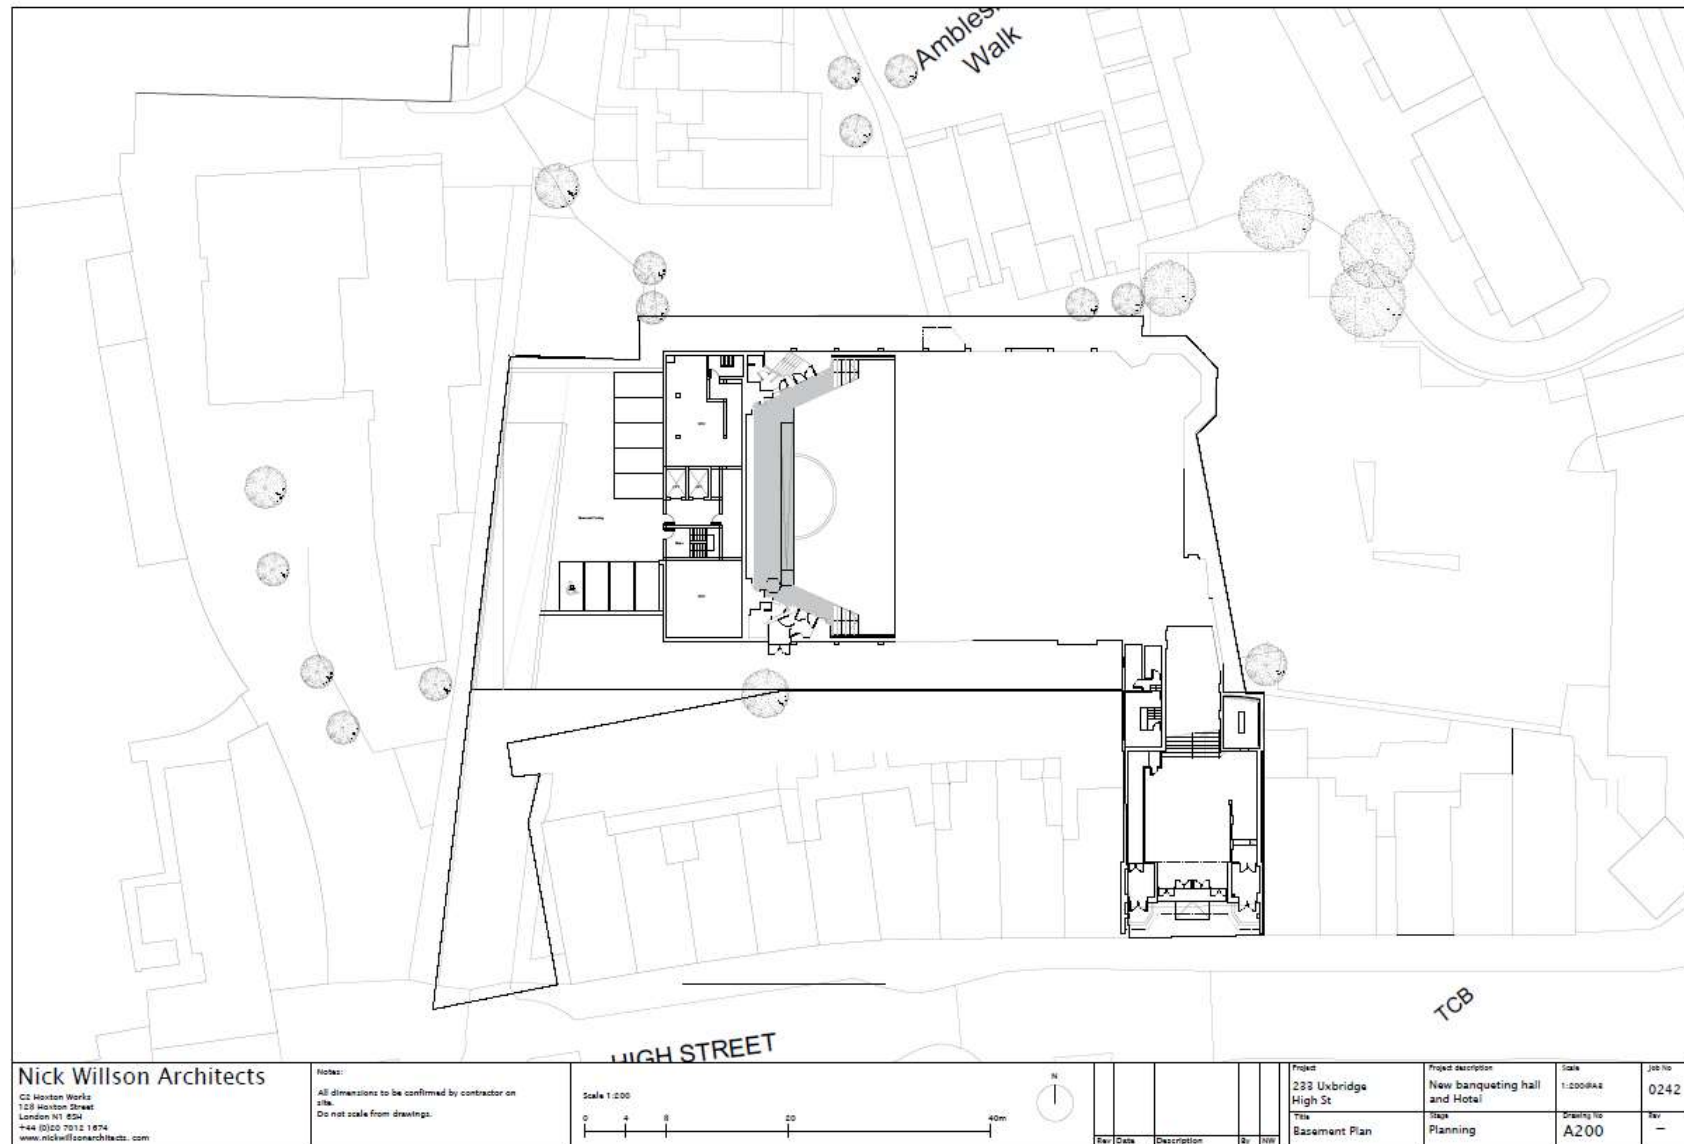 Ambles
Walk
TCB
HIGH STREET
Nick Willson Architects
C2 Hoxton Works
128 Hoxton Street
London N1 6SH
+44 (0)20 7012 1674
www.nickwillsonarchitects.com
Notes:
All dimensions to be confirmed by contractor on
site.
Do not scale from drawings.
Scale 1:200
0 4 8 20 40m
N
Rev Date Description By NW
Project
233 Uxbridge
High St
Title
Basement Plan
Project description
New banqueting hall
and Hotel
Stage
Planning
Scale
1:200@A2
Drawing No
A200
Job No
0242
Rev
–